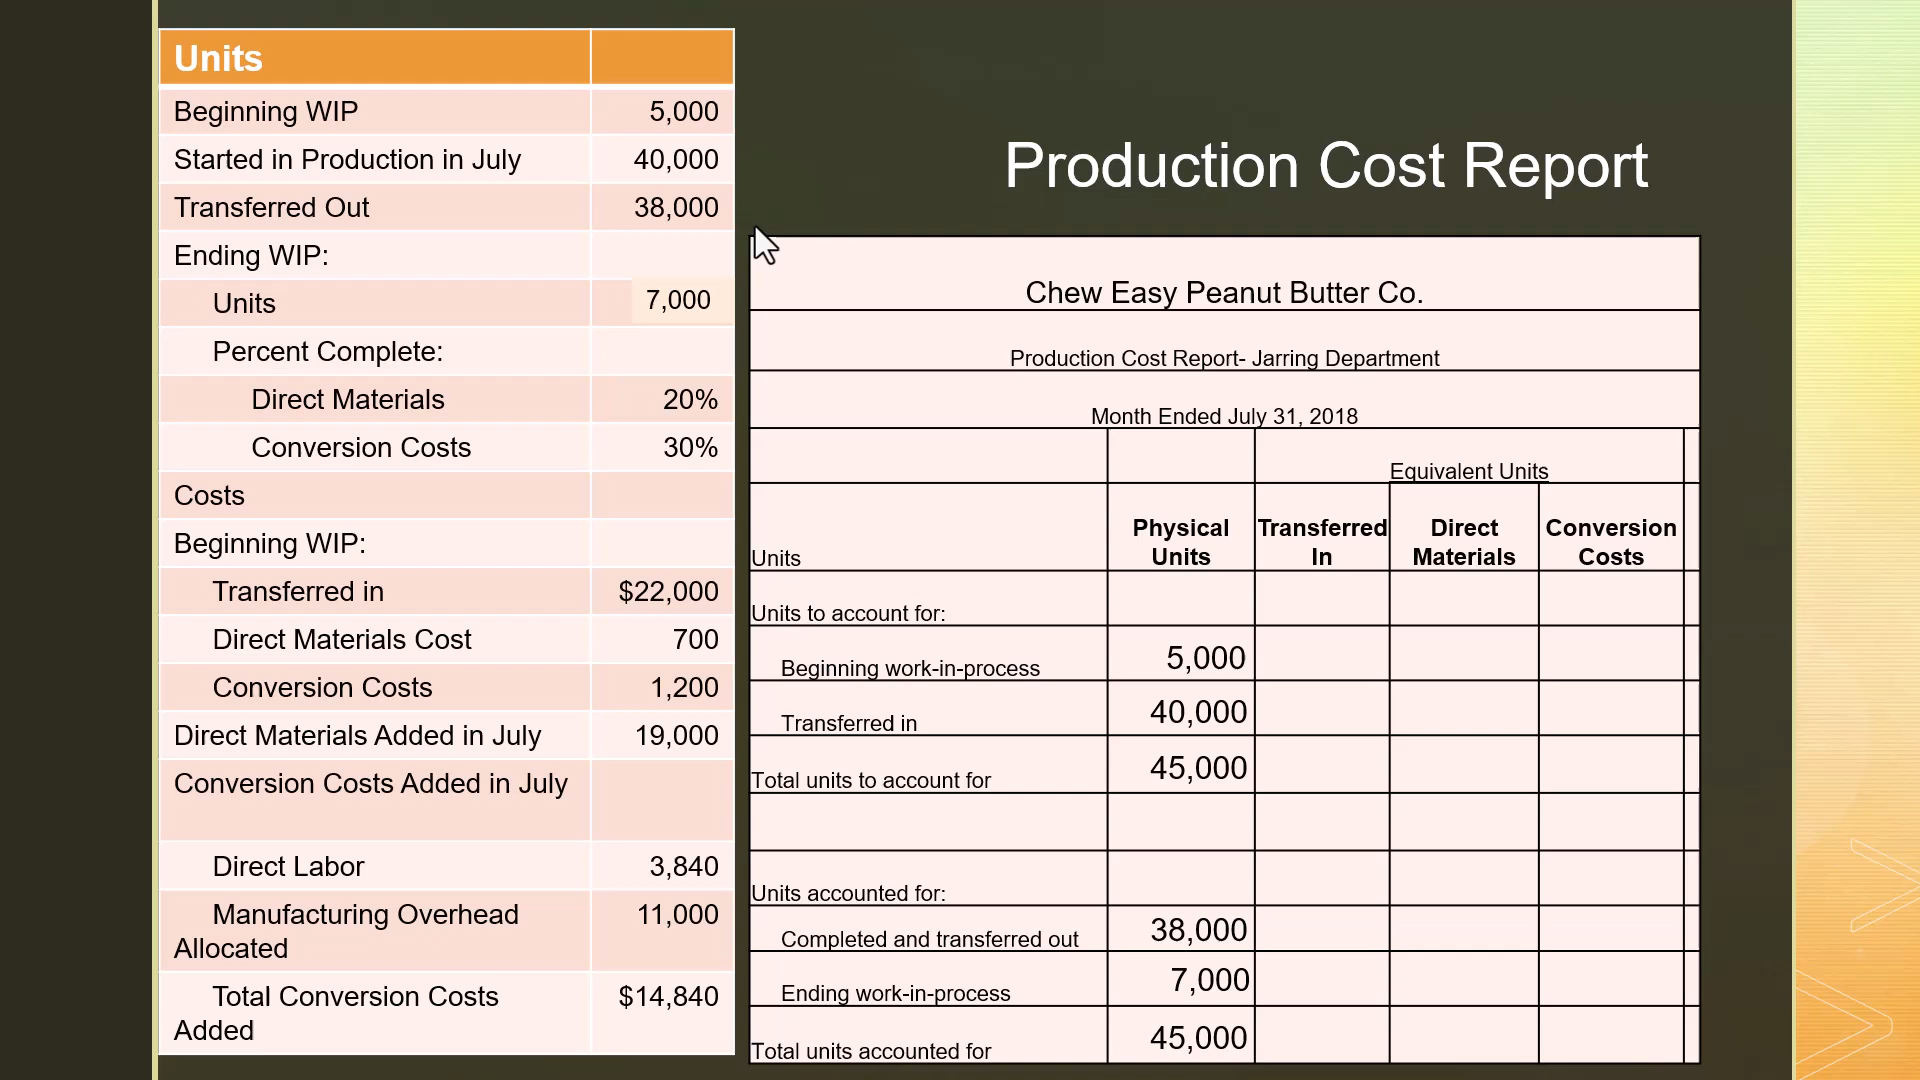 Units
Beginning WIP 5,000
Started in Production in July 40,000
Transferred Out 38,000
Ending WIP:
Units 7,000
Percent Complete:
Direct Materials 20%
Conversion Costs 30%
Costs
Beginning WIP:
Transferred in $22,000
Direct Materials Cost 700
Conversion Costs 1,200
Direct Materials Added in July 19,000
Conversion Costs Added in July
Direct Labor 3,840
Manufacturing Overhead 11,000
Allocated
Total Conversion Costs $14,840
Added
Production Cost Report
Chew Easy Peanut Butter Co.
Production Cost Report- Jarring Department
Month Ended July 31, 2018
Equivalent Units
Physical Transferred Direct Conversion
Units Units In Materials Costs
Units to account for:
Beginning work-in-process 5,000
Transferred in 40,000
Total units to account for 45,000
Units accounted for:
Completed and transferred out 38,000
Ending work-in-process 7,000
Total units accounted for 45,000